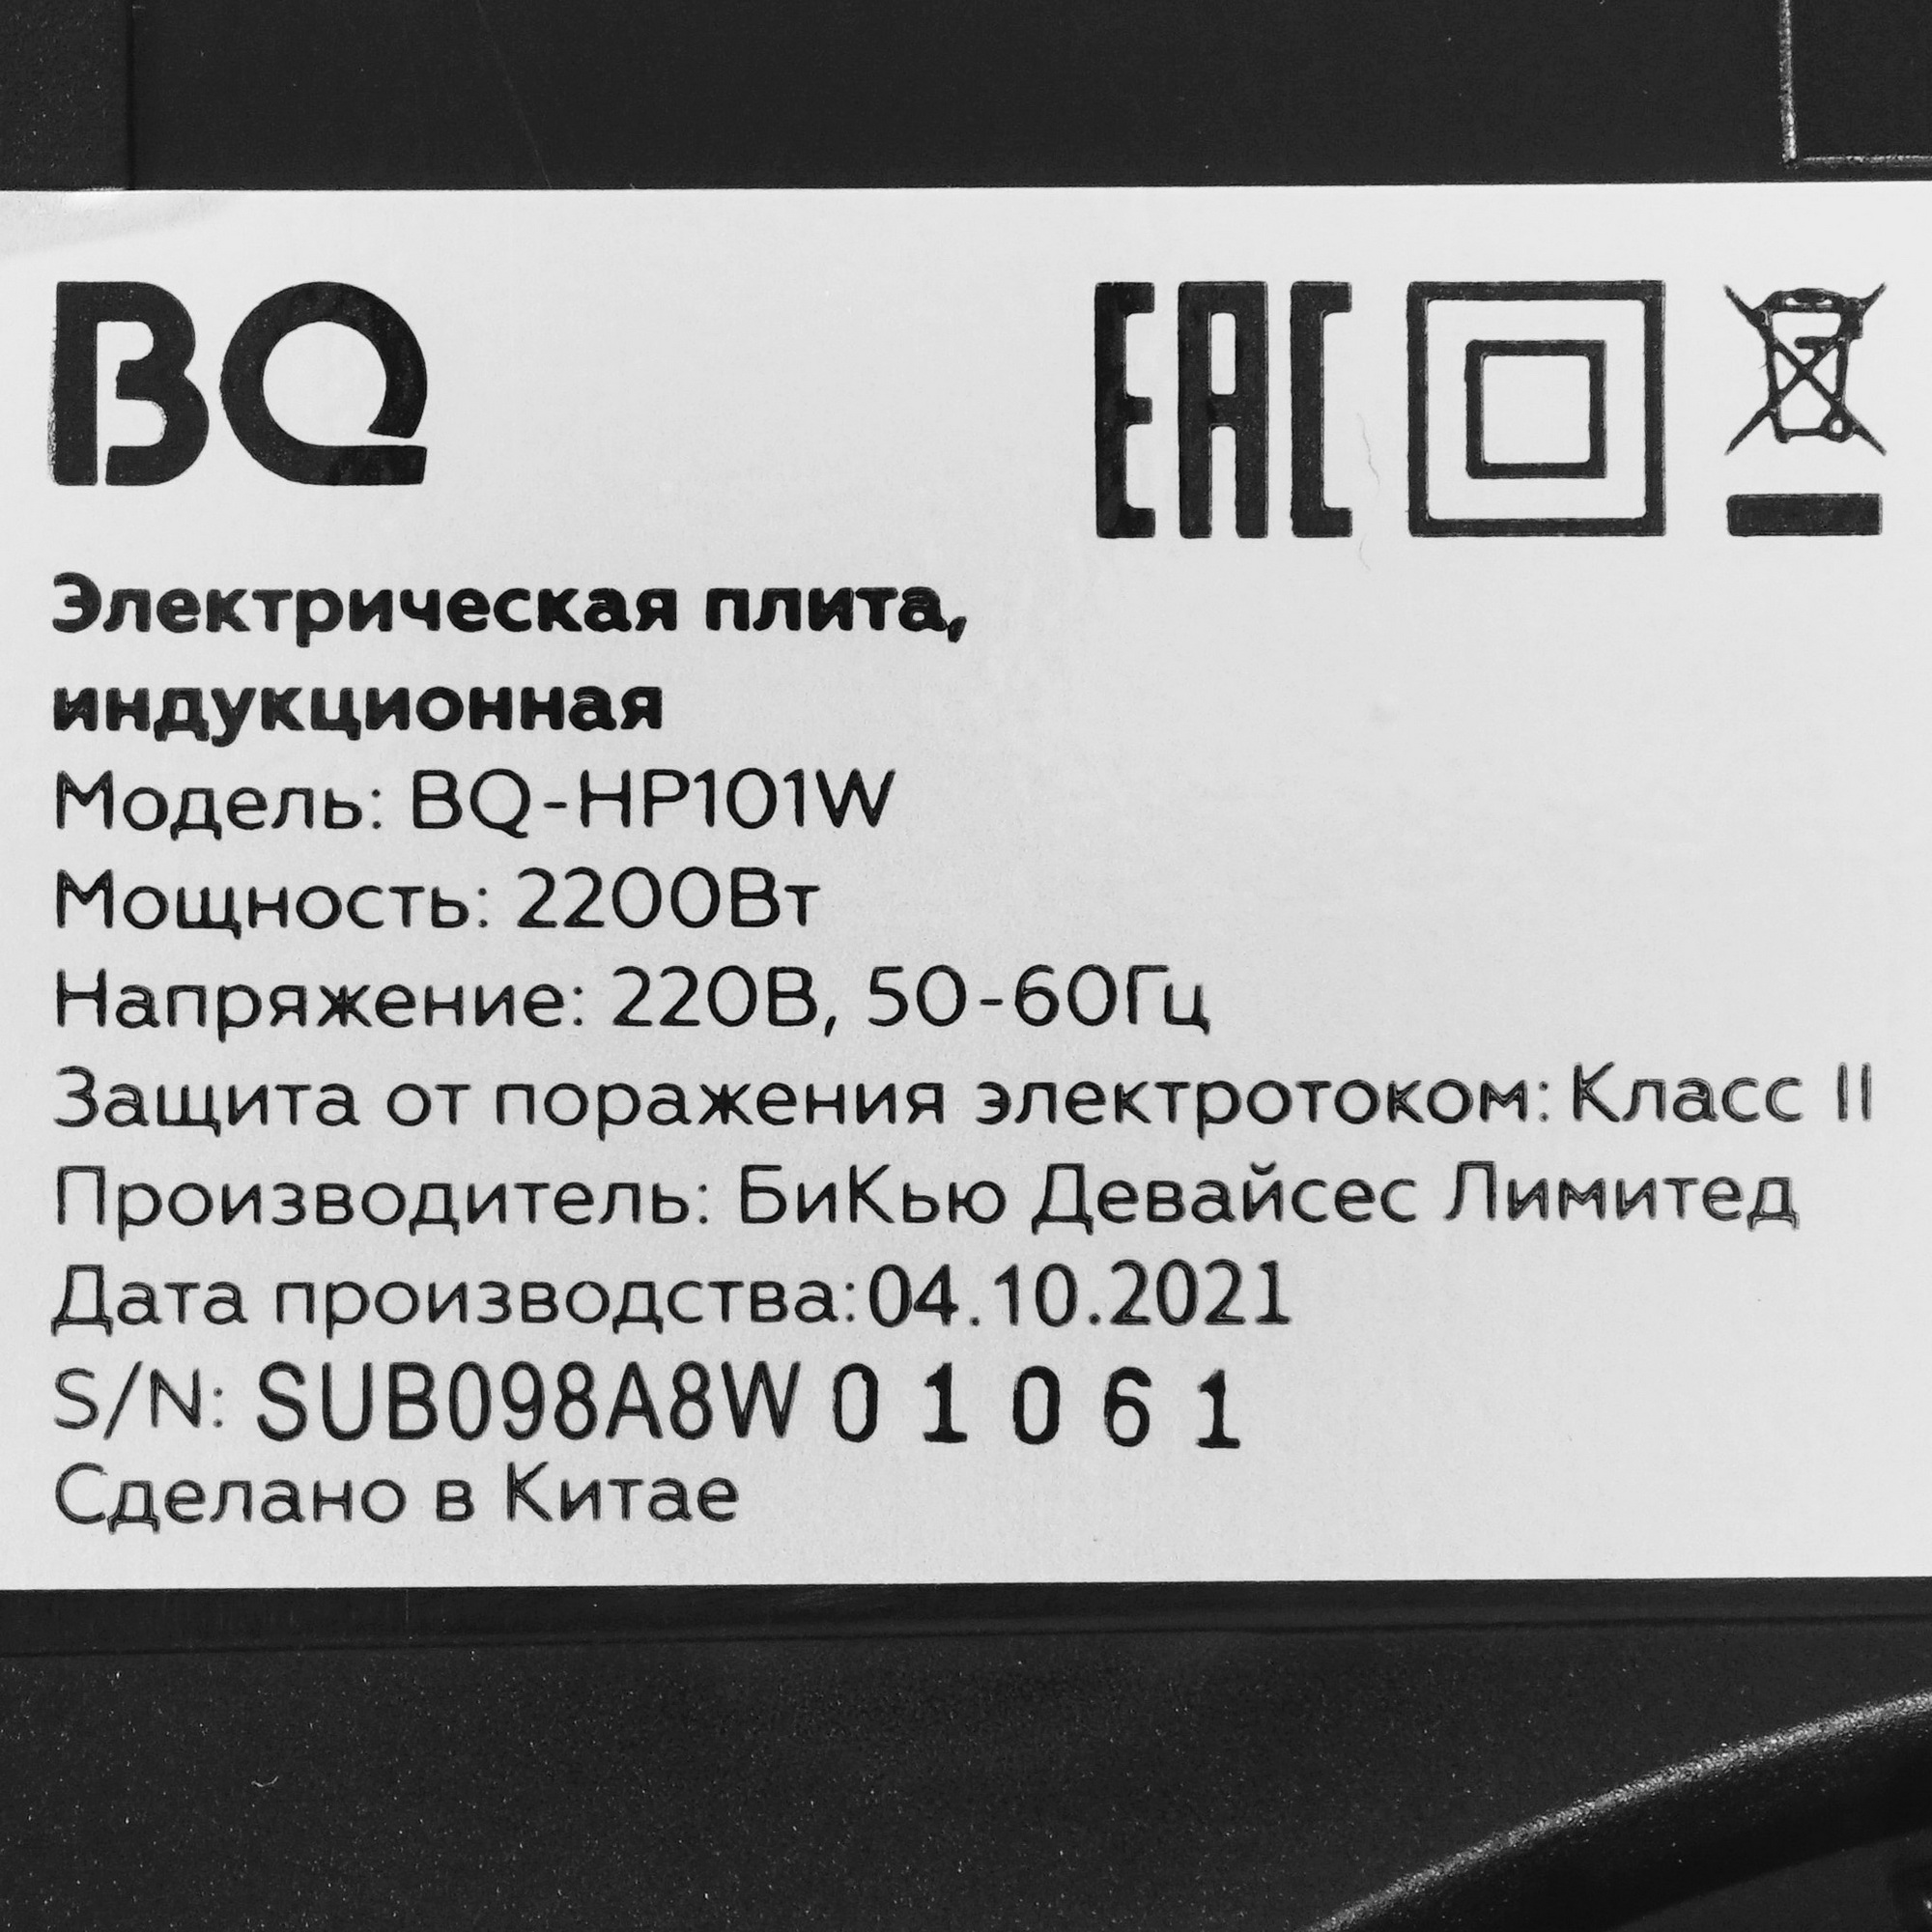 BQ
EAC
Электрическая плита,
индукционная
Модель: BQ-HP101W
Мощность: 2200Вт
Напряжение: 220В, 50-60Гц
Защита от поражения электротоком: Класс II
Производитель: БиКью Девайсес Лимитед
Дата производства:04.10.2021
S/N: SUB098A8W 0 1 0 6 1
Сделано в Китае